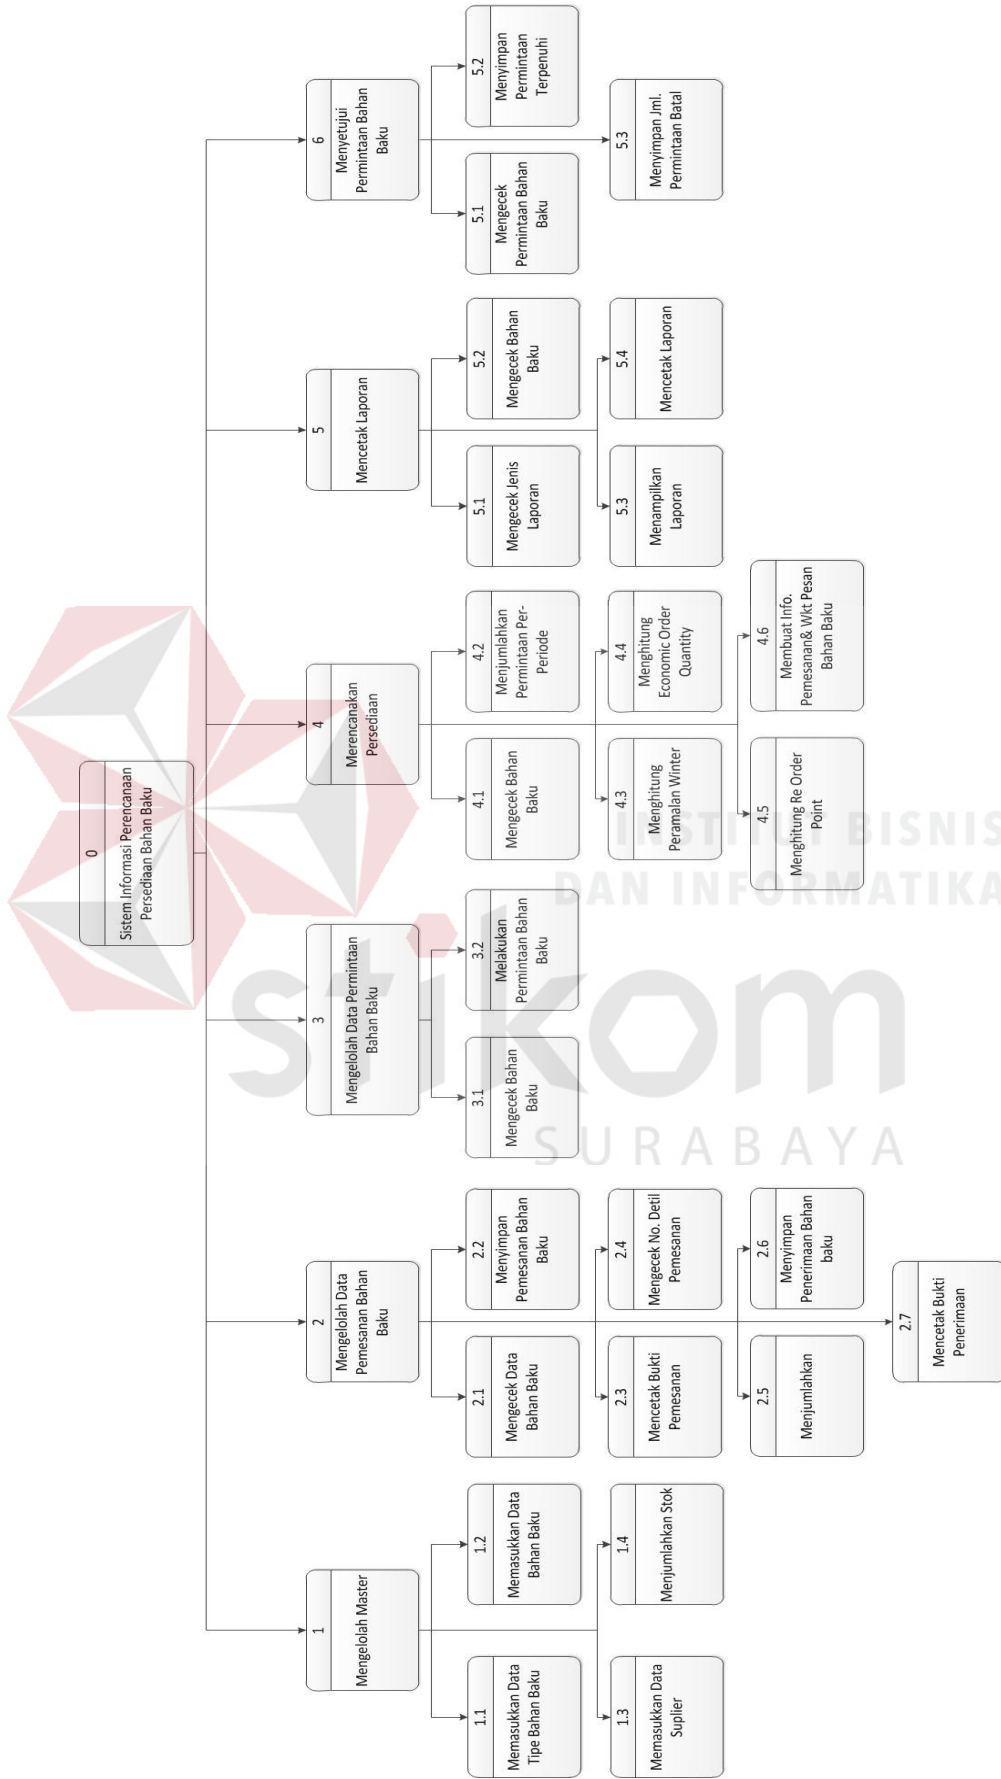 0
Sistem Informasi Perencanaan
Persediaan Bahan Baku
1
Mengelolah Master
2
Mengelolah Data
Pemesanan Bahan
Baku
3
Mengelolah Data Permintaan
Bahan Baku
4
Merencanakan
Persediaan
5
Mencetak Laporan
6
Menyetujui
Permintaan Bahan
Baku
1.1
Memasukkan Data
Tipe Bahan Baku
1.2
Memasukkan Data
Bahan Baku
1.3
Memasukkan Data
Suplier
1.4
Menjumlahkan Stok
2.1
Mengecek Data
Bahan Baku
2.2
Menyimpan
Pemesanan Bahan
Baku
2.3
Mencetak Bukti
Pemesanan
2.4
Mengecek No. Detil
Pemesanan
2.5
Menjumlahkan
2.6
Menyimpan
Penerimaan Bahan
baku
2.7
Mencetak Bukti
Penerimaan
3.1
Mengecek Bahan
Baku
3.2
Melakukan
Permintaan Bahan
Baku
4.1
Mengecek Bahan
Baku
4.2
Menjumlahkan
Permintaan Per-
Periode
4.3
Menghitung
Peramalan Winter
4.4
Menghitung
Economic Order
Quantity
4.5
Menghitung Re Order
Point
4.6
Membuat Info.
Pemesanan& Wkt Pesan
Bahan Baku
5.1
Mengecek Jenis
Laporan
5.2
Mengecek Bahan
Baku
5.3
Menampilkan
Laporan
5.4
Mencetak Laporan
5.1
Mengecek
Permintaan Bahan
Baku
5.2
Menyimpan
Permintaan
Terpenuhi
5.3
Menyimpan Jml.
Permintaan Batal
INSTITUT BISNIS
DAN INFORMATIKA
stikom
SURABAYA